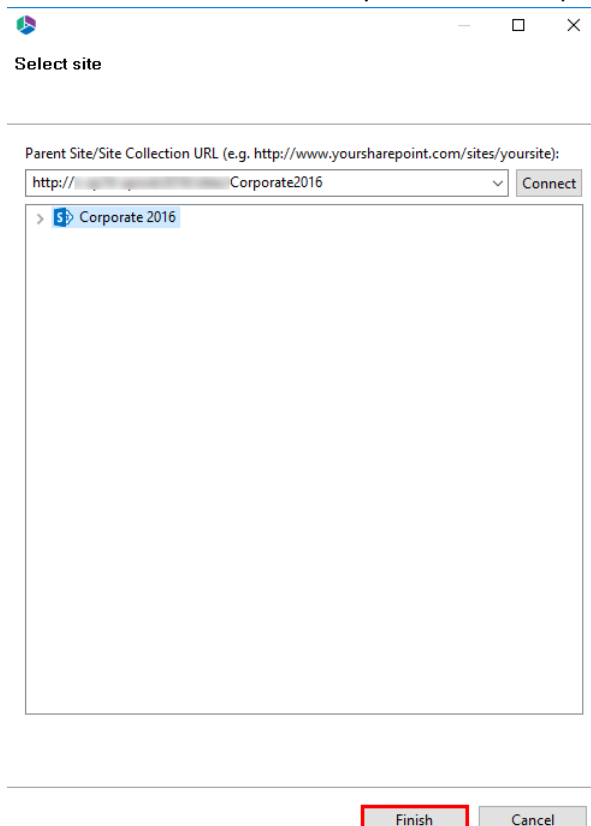 Select site
Parent Site/Site Collection URL (e.g. http://www.yoursharepoint.com/sites/yoursite):
http:// Corporate2016 Connect
Corporate 2016
Finish Cancel